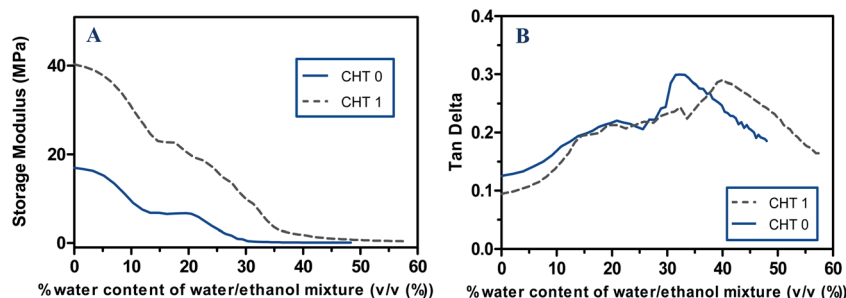 A
Storage Modulus (MPa)
40
20
0
CHT 0
CHT 1
0 10 20 30 40 50 60
% water content of water/ethanol mixture (v/v (%))
B
Tan Delta
0.4
0.3
0.2
0.1
0.0
CHT 1
CHT 0
0 10 20 30 40 50 60
% water content of water/ethanol mixture (v/v (%))